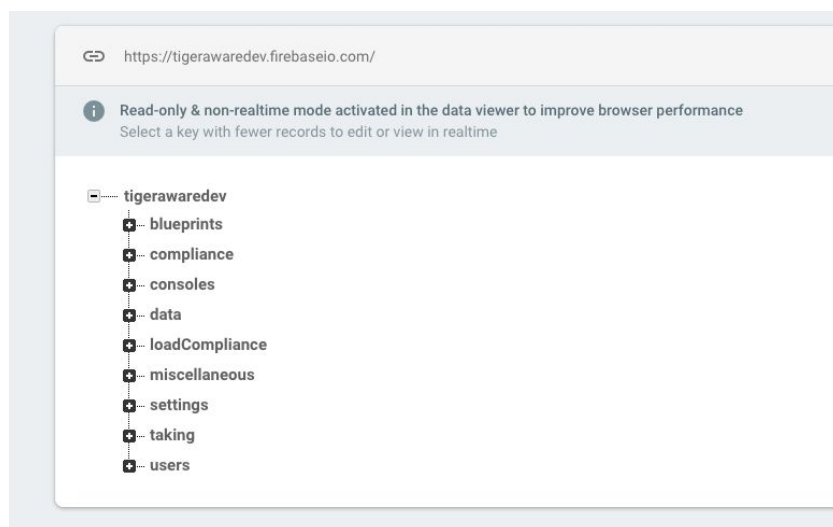 https://tigerawaredev.firebaseio.com/
Read-only & non-realtime mode activated in the data viewer to improve browser performance
Select a key with fewer records to edit or view in realtime
tigerawaredev
blueprints
compliance
consoles
data
loadCompliance
miscellaneous
settings
taking
users